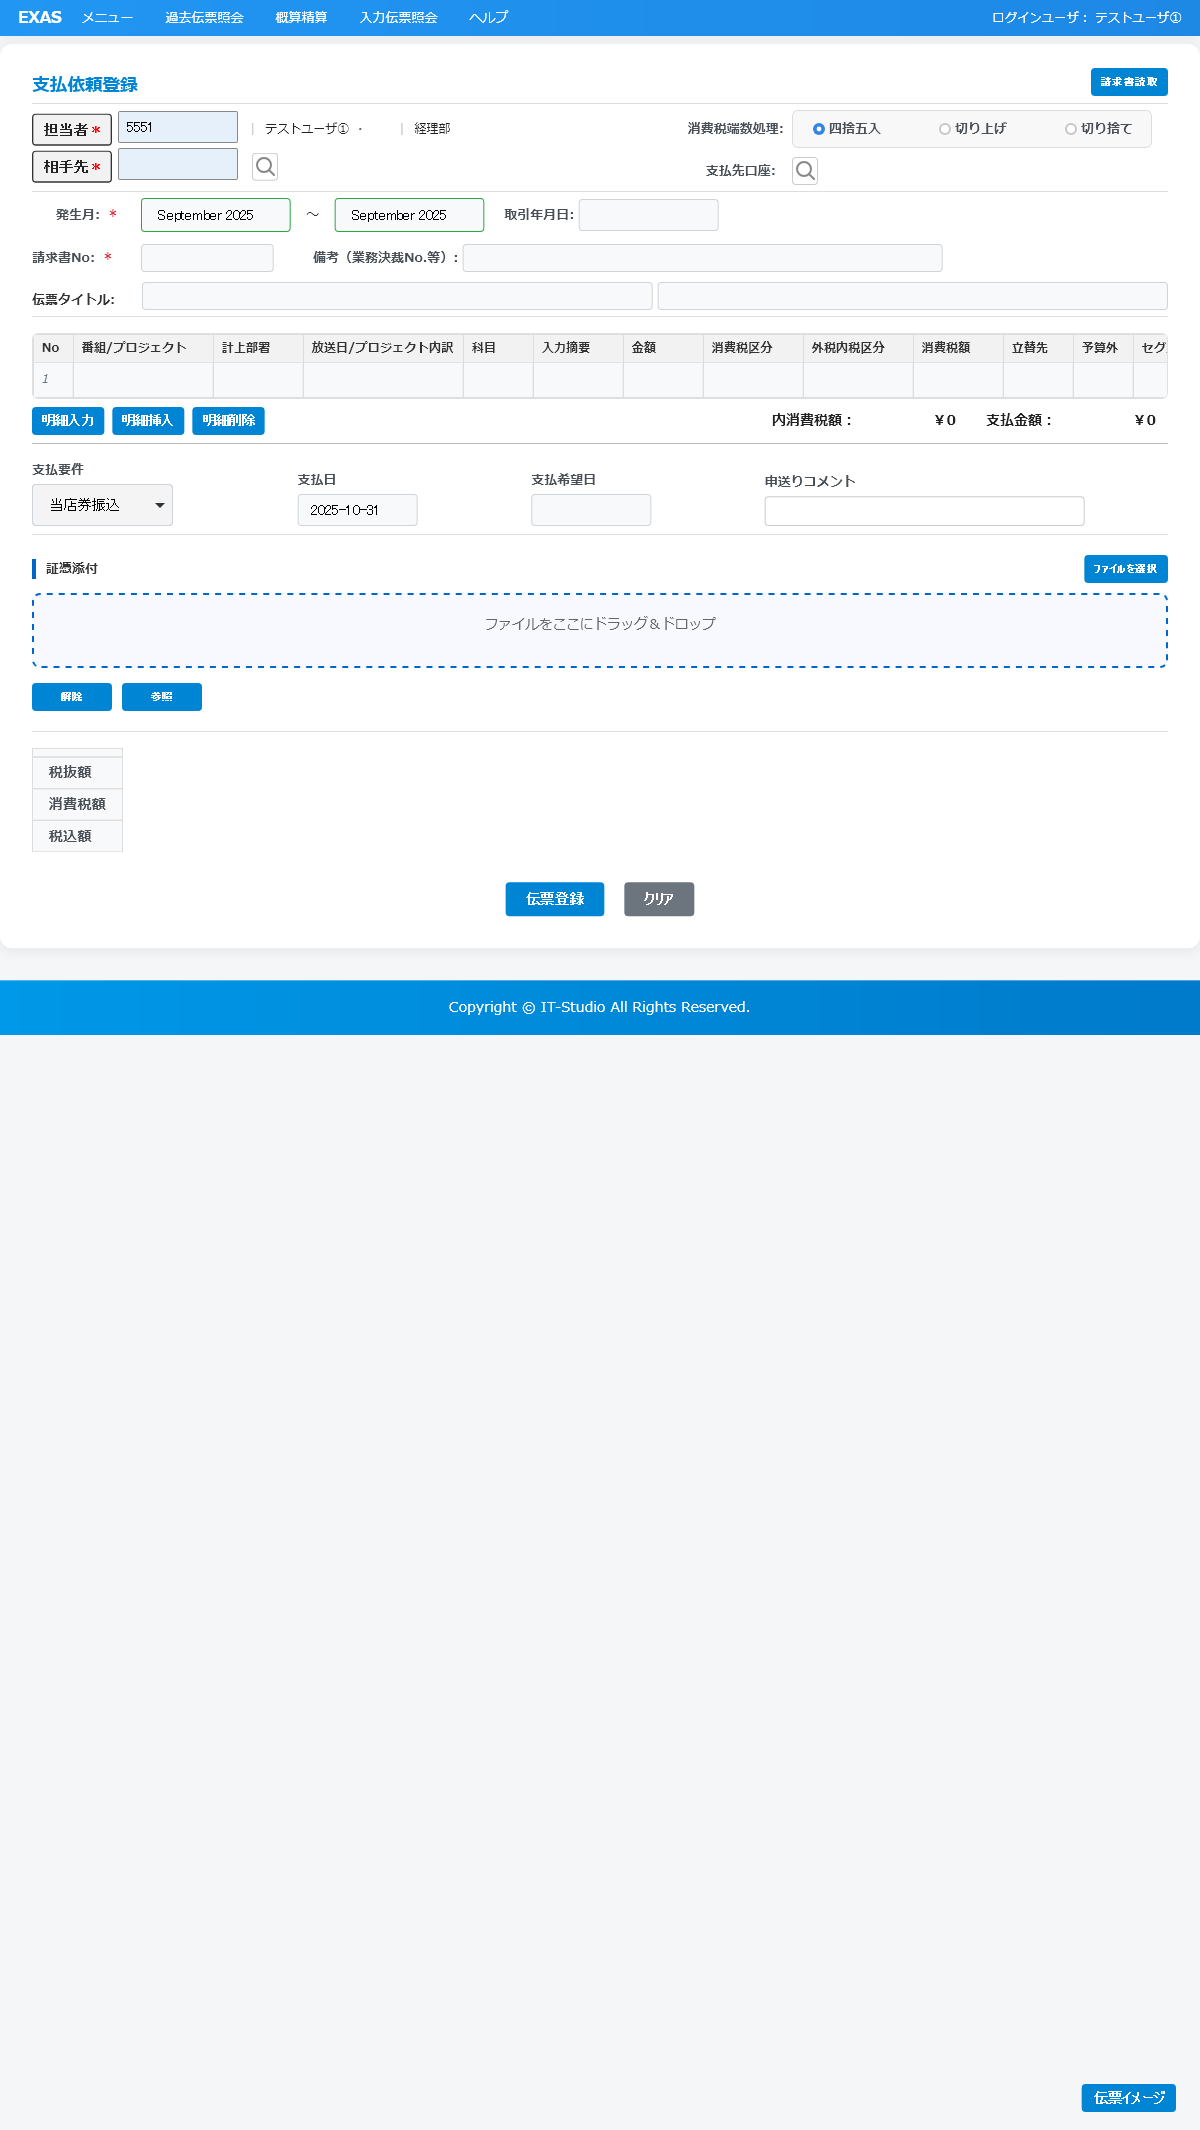 EXAS メニュー 過去伝票照会 概算精算 入力伝票照会 ヘルプ ログインユーザ： テストユーザ①
支払依頼登録 請求書読取
担当者* 5551 | テストユーザ① ・ | 経理部 消費税端数処理: 四捨五入 切り上げ 切り捨て
相手先* 支払先口座:
発生月: * September 2025 ～ September 2025 取引年月日:
請求書No: * 備考（業務決裁No.等）:
伝票タイトル:
No 番組/プロジェクト 計上部署 放送日/プロジェクト内訳 科目 入力摘要 金額 消費税区分 外税内税区分 消費税額 立替先 予算外 セグ
1
明細入力 明細挿入 明細削除 内消費税額： ¥0 支払金額： ¥0
支払要件 支払日 支払希望日 申送りコメント
当店券振込 2025-10-31
証憑添付 ファイルを選択
ファイルをここにドラッグ＆ドロップ
解除 参照
税抜額
消費税額
税込額
伝票登録 クリア
Copyright © IT-Studio All Rights Reserved.
伝票イメージ